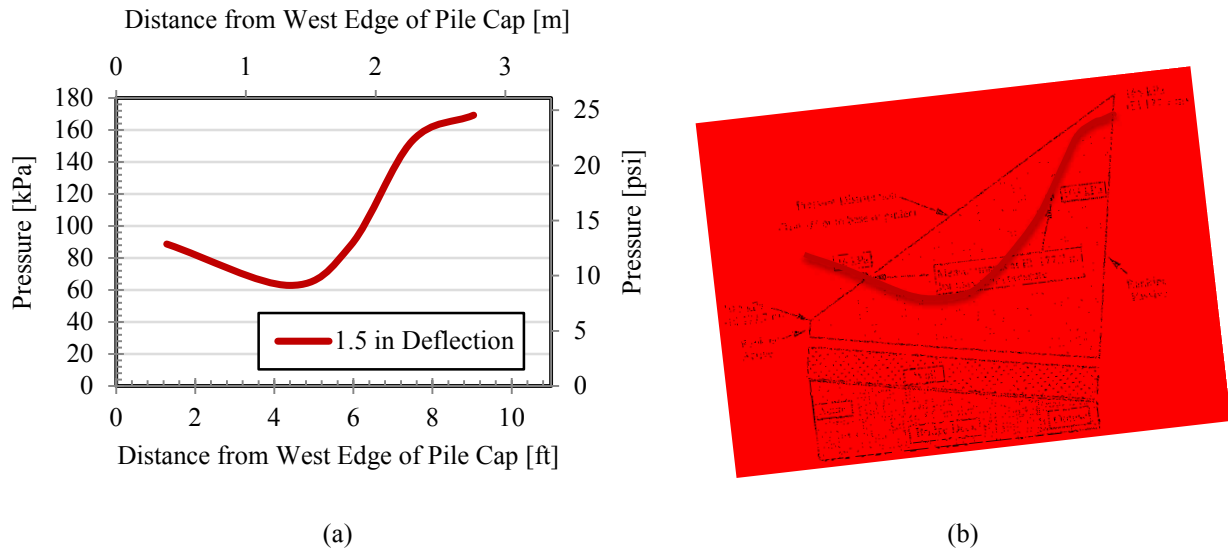 Distance from West Edge of Pile Cap [m]
0 1 2 3
Pressure [kPa]
180
160
140
120
100
80
60
40
20
0
Pressure [psi]
25
20
15
10
5
0
1.5 in Deflection
0 2 4 6 8 10
Distance from West Edge of Pile Cap [ft]
(a)
Pressure Distribution
(b)